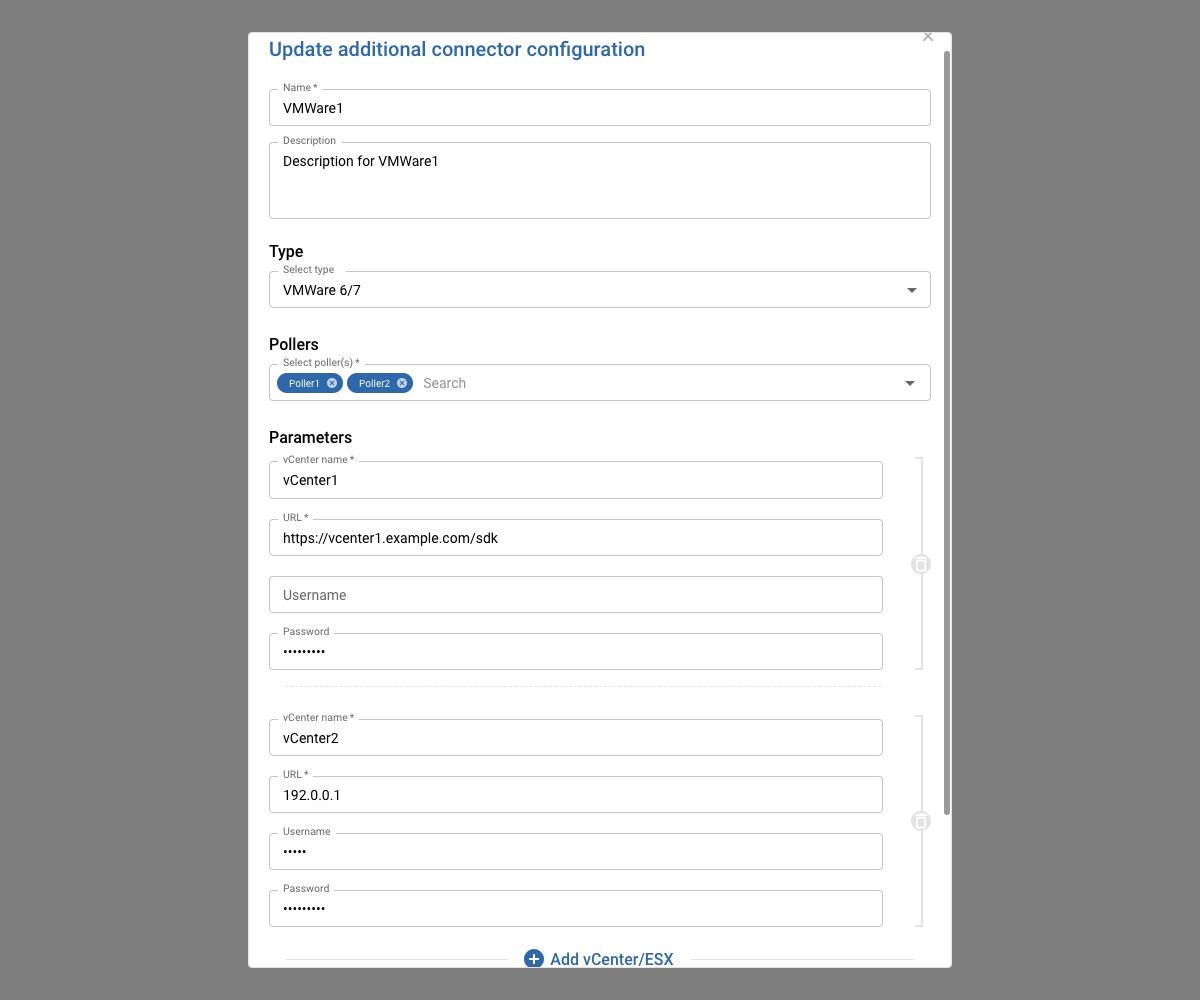 Update additional connector configuration
Name *
VMWare1
Description
Description for VMWare1
Type
Select type
VMWare 6/7
Pollers
Select poller(s) *
Poller1 Poller2 Search
Parameters
vCenter name *
vCenter1
URL *
https://vcenter1.example.com/sdk
Username
Password
•••••••••
vCenter name *
vCenter2
URL *
192.0.0.1
Username
•••••
Password
•••••••••
Add vCenter/ESX